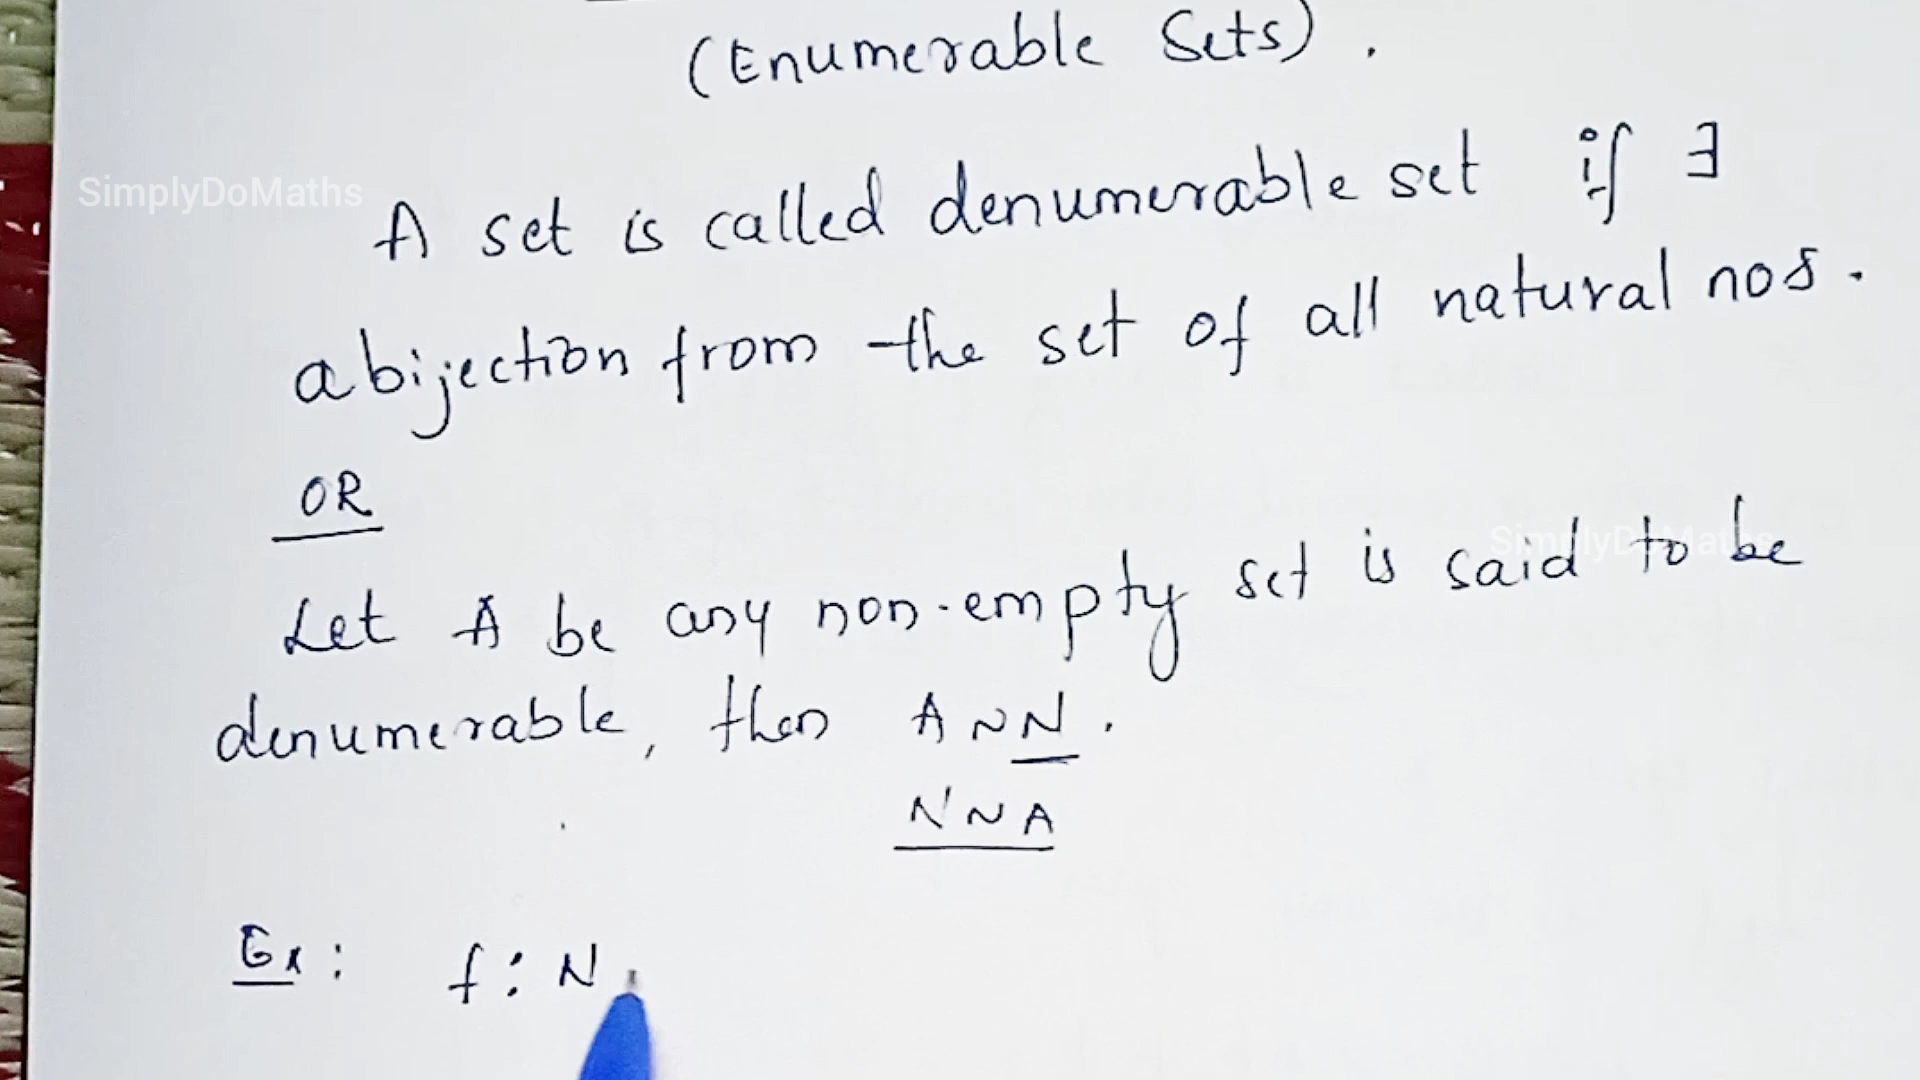 (Enumerable Sets).
SimplyDoMaths
A set is called denumerable set if ∃
a bijection from the set of all natural nos.
OR
SimplyDoMaths
Let A be any non-empty set is said to be
denumerable, then A ~ N.
N ~ A
Ex: f: N